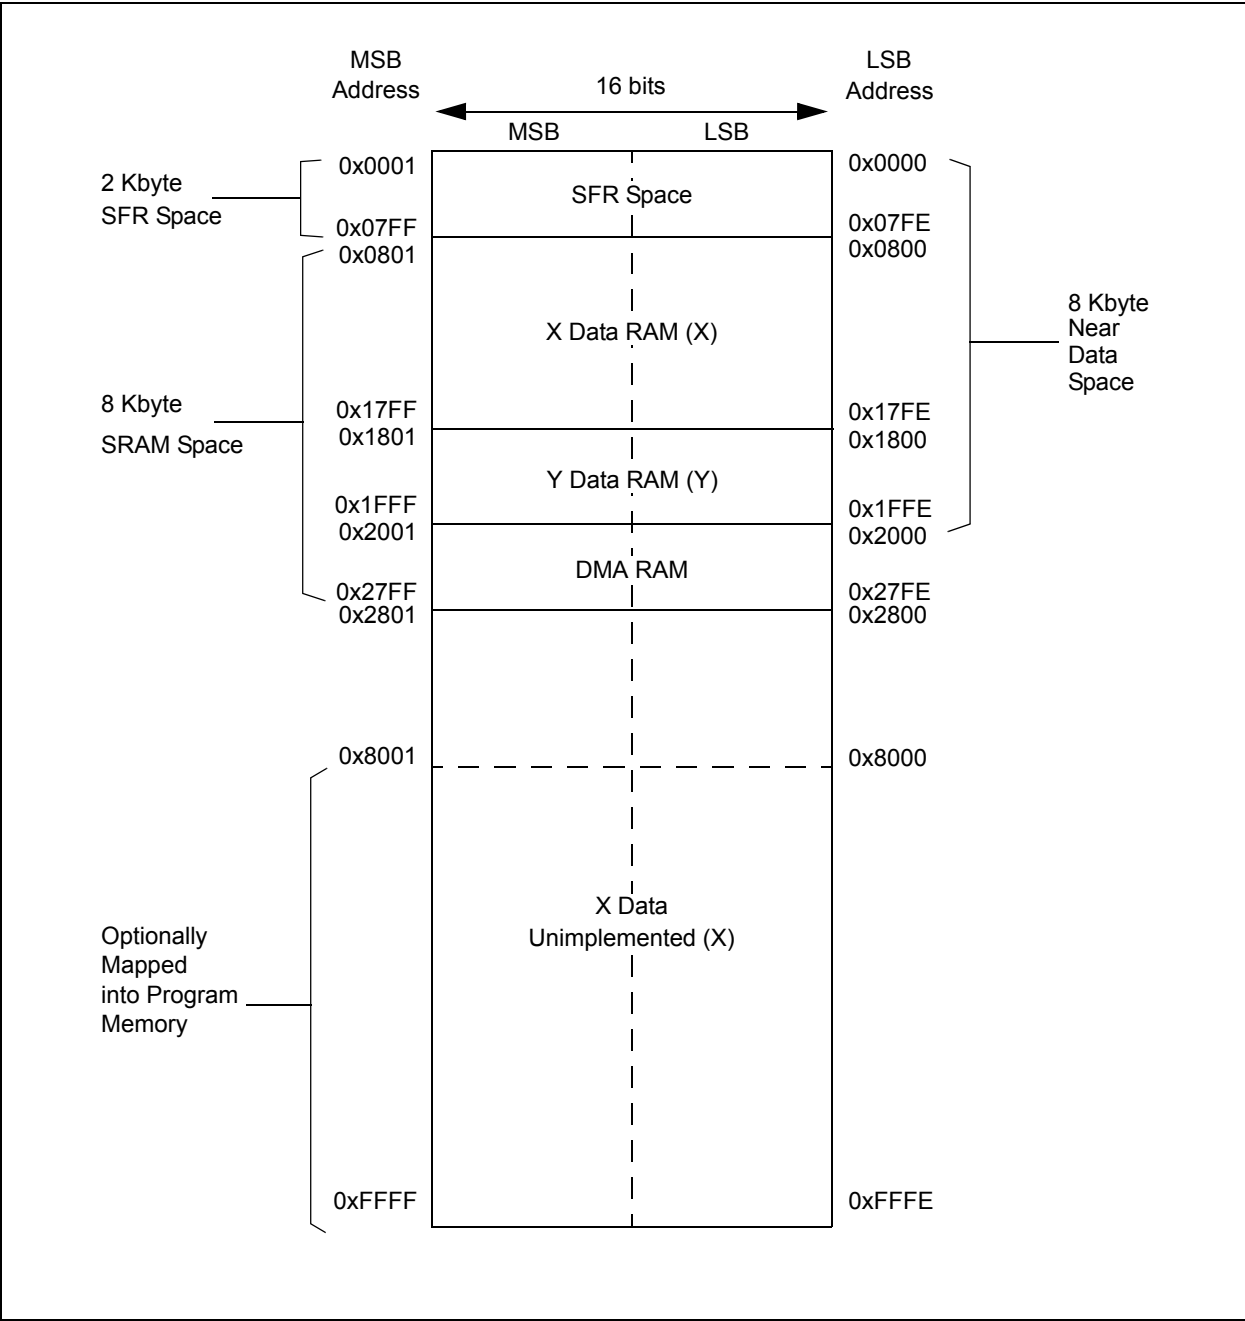 MSB
Address
16 bits
LSB
Address
MSB
LSB
2 Kbyte
SFR Space
0x0001
0x07FF
0x0801
SFR Space
0x0000
0x07FE
0x0800
8 Kbyte
Near
Data
Space
X Data RAM (X)
8 Kbyte
SRAM Space
0x17FF
0x1801
0x17FE
0x1800
Y Data RAM (Y)
0x1FFF
0x2001
0x1FFE
0x2000
DMA RAM
0x27FF
0x2801
0x27FE
0x2800
0x8001
0x8000
X Data
Unimplemented (X)
Optionally
Mapped
into Program
Memory
0xFFFF
0xFFFE